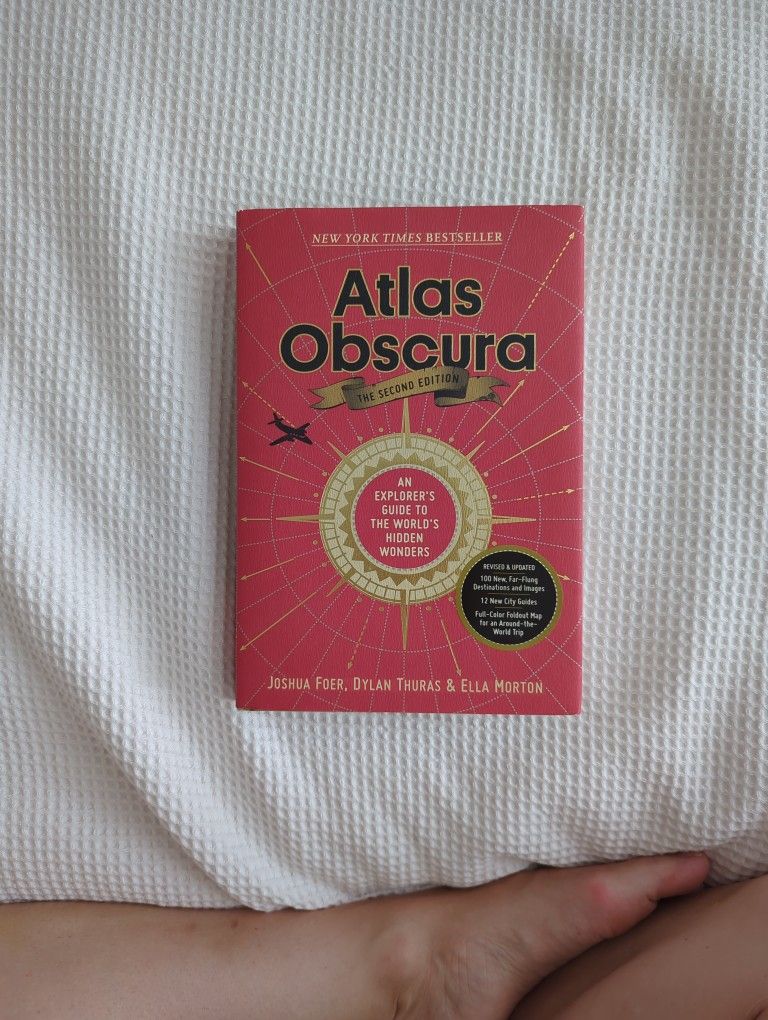 NEW YORK TIMES BESTSELLER
Atlas
Obscura
THE SECOND EDITION
AN
EXPLORER'S
GUIDE TO
THE WORLD'S
HIDDEN
WONDERS
REVISED & UPDATED
100 New, Far-Flung
Destinations and Images
12 New City Guides
Full-Color Foldout Map
for an Around-the-
World Trip
JOSHUA FOER, DYLAN THURAS & ELLA MORTON